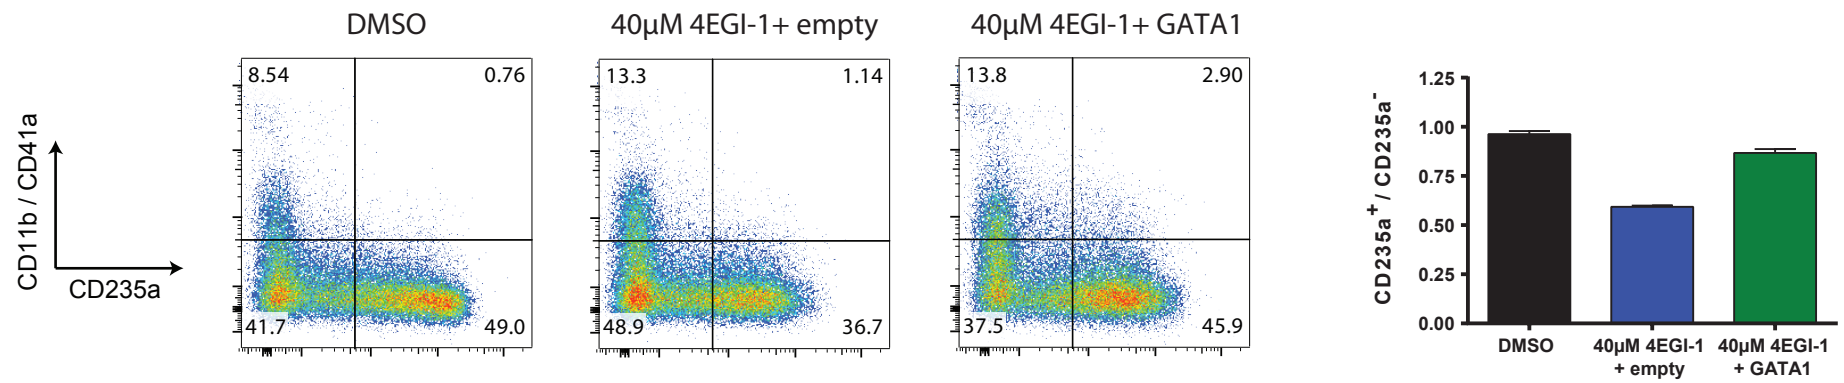 DMSO
40µM 4EGI-1+ empty
40µM 4EGI-1+ GATA1
CD11b / CD41a
CD235a
8.54
0.76
41.7
49.0
13.3
1.14
48.9
36.7
13.8
2.90
37.5
45.9
CD235a+ / CD235a-
1.25
1.00
0.75
0.50
0.25
0.00
DMSO
40µM 4EGI-1
+ empty
40µM 4EGI-1
+ GATA1